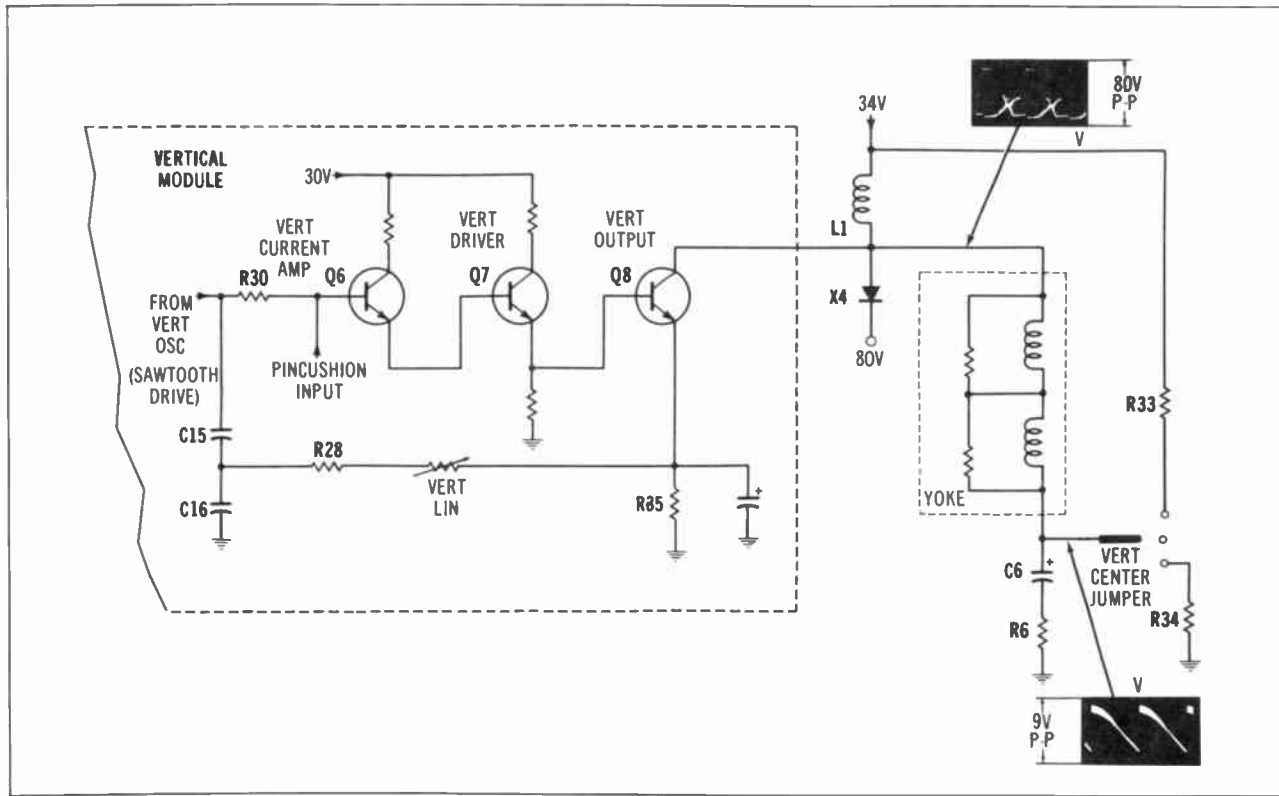 80V
P-P
V
34V
VERTICAL
MODULE
30V
VERT
CURRENT
AMP
VERT
DRIVER
VERT
OUTPUT
L1
R30
Q6
Q7
Q8
X4
FROM
VERT
OSC
(SAWTOOTH
DRIVE)
PINCUSHION
INPUT
80V
R33
C15
R28
VERT
LIN
R35
YOKE
C16
C6
VERT
CENTER
JUMPER
R6
R34
V
9V
P-P